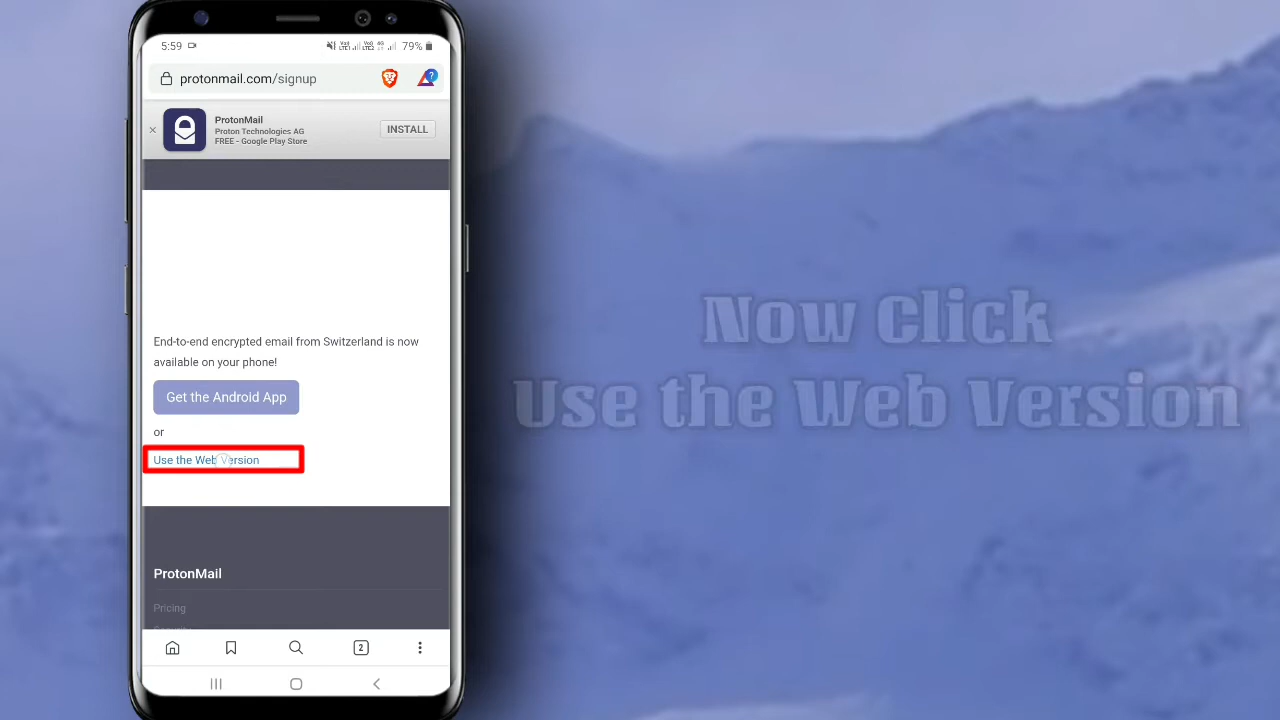 5:59
79%
protonmail.com/signup
ProtonMail
Proton Technologies AG
FREE - Google Play Store
INSTALL
End-to-end encrypted email from Switzerland is now
available on your phone!
Get the Android App
or
Use the Web Version
ProtonMail
Pricing
2
Now Click
Use the Web Version